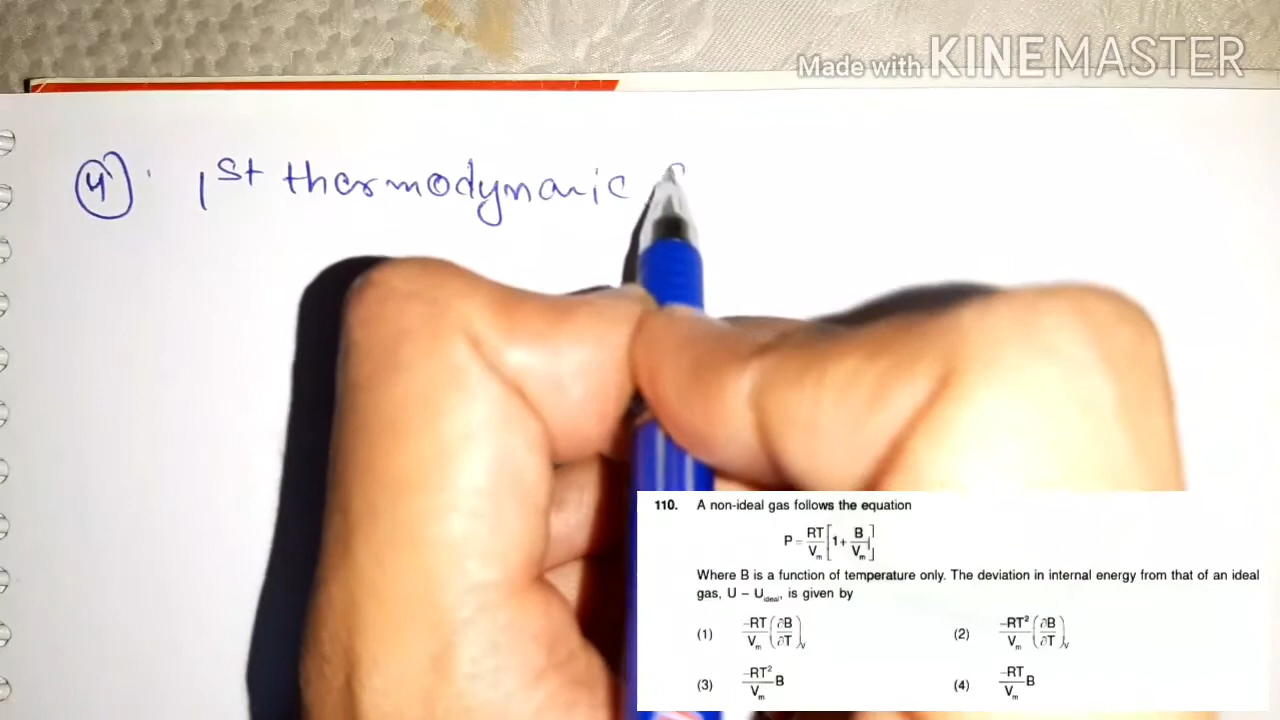 Made with KINEMASTER
④. 1st thermodynamic
110. A non-ideal gas follows the equation
P = RT/Vₘ [1 + B/Vₘ]
Where B is a function of temperature only. The deviation in internal energy from that of an ideal
gas, U – U_ideal, is given by
(1) –RT/Vₘ (∂B/∂T)ᵥ (2) –RT²/Vₘ (∂B/∂T)ᵥ
(3) –RT²/Vₘ B (4) –RT/Vₘ B